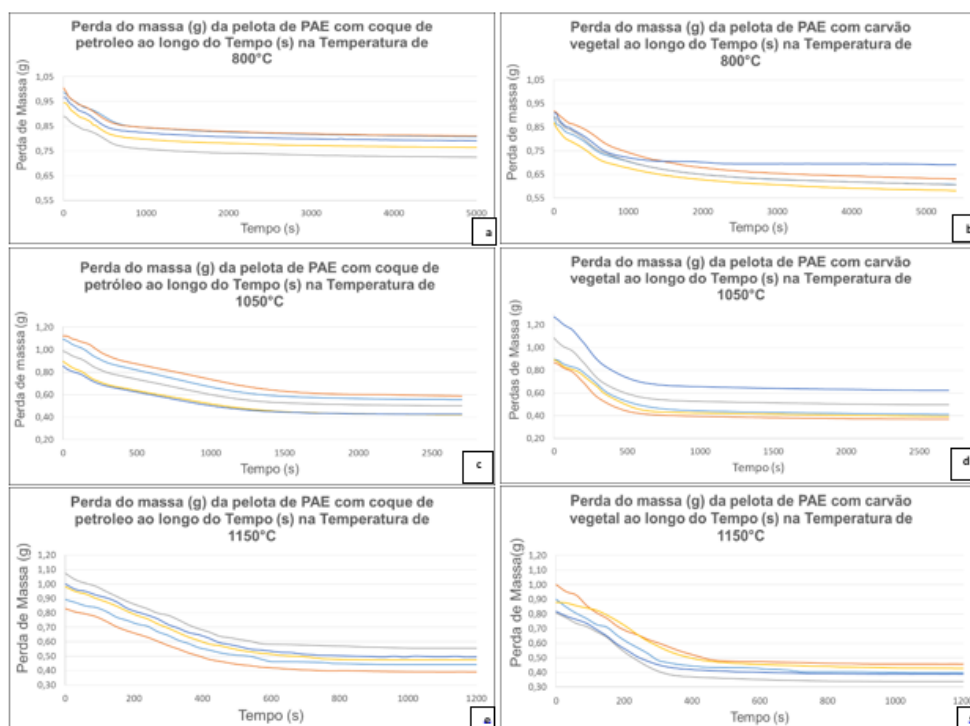 Perda do massa (g) da pelota de PAE com coque de
petroleo ao longo do Tempo (s) na Temperatura de
800°C
Perda de Massa (g)
1,05
0,95
0,85
0,75
0,65
0,55
0
1000
2000
3000
4000
5000
Tempo (s)
a
Perda do massa (g) da pelota de PAE com carvão
vegetal ao longo do Tempo (s) na Temperatura de
800°C
Perda de massa (g)
1,05
0,95
0,85
0,75
0,65
0,55
0
1000
2000
3000
4000
5000
Tempo (s)
b
Perda do massa (g) da pelota de PAE com coque de
petróleo ao longo do Tempo (s) na Temperatura de
1050°C
Perda de massa (g)
1,20
1,00
0,80
0,60
0,40
0,20
0
500
1000
1500
2000
2500
Tempo (s)
c
Perda do massa (g) da pelota de PAE com carvão
vegetal ao longo do Tempo (s) na Temperatura de
1050°C
Perdas de Massa (g)
1,20
1,00
0,80
0,60
0,40
0,20
0
500
1000
1500
2000
2500
Tempo (s)
d
Perda do massa (g) da pelota de PAE com coque de
petroleo ao longo do Tempo (s) na Temperatura de
1150°C
Perda de Massa (g)
1,20
1,10
1,00
0,90
0,80
0,70
0,60
0,50
0,40
0,30
0
200
400
600
800
1000
1200
Tempo (s)
e
Perda do massa (g) da pelota de PAE com carvão
vegetal ao longo do Tempo (s) na Temperatura de
1150°C
Perda de Massa(g)
1,20
1,10
1,00
0,90
0,80
0,70
0,60
0,50
0,40
0,30
0
200
400
600
800
1000
1200
Tempo (s)